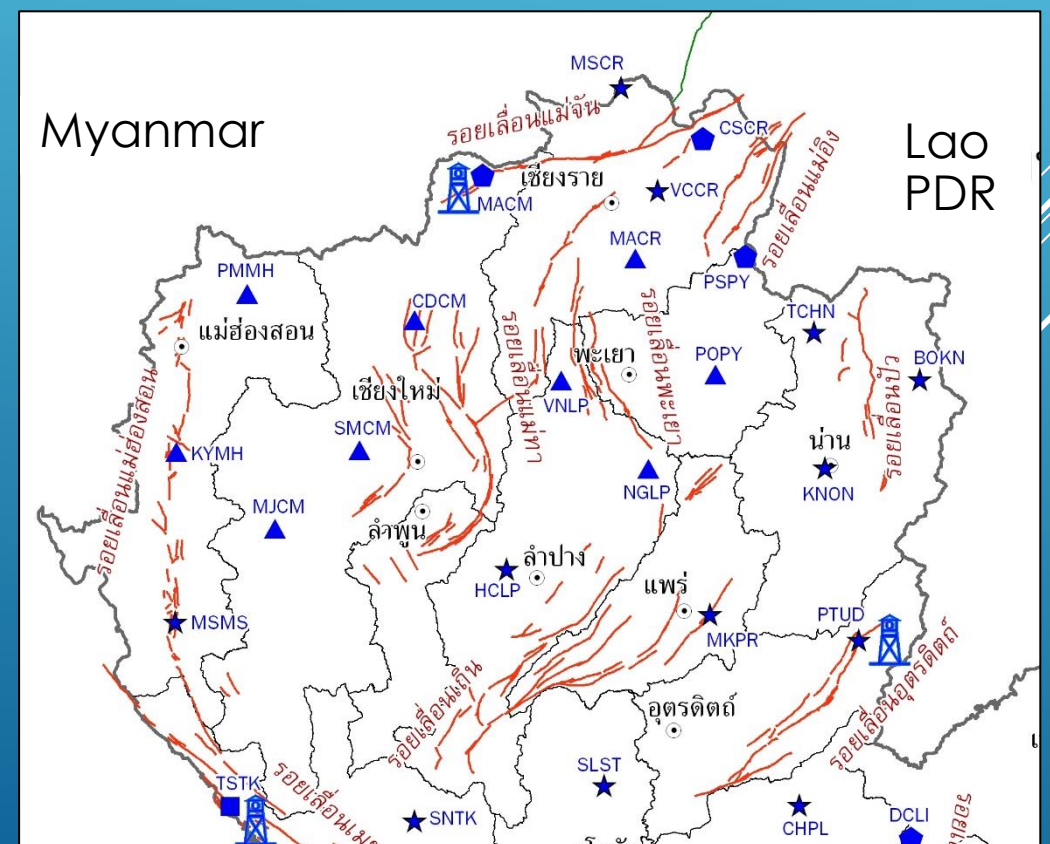 MSCR
Myanmar
รอยเลื่อนแม่จัน
CSCR
Lao
PDR
เชียงราย
VCCR
MACM
รอยเลื่อนแม่อิง
MACR
PMMH
PSPY
CDCM
TCHN
แม่ฮ่องสอน
รอยเลื่อนแม่ทา
รอยเลื่อนพะเยา
พะเยา
POPY
BOKN
เชียงใหม่
VNLP
รอยเลื่อนปัว
รอยเลื่อนแม่ฮ่องสอน
SMCM
น่าน
KYMH
NGLP
KNON
MJCM
ลำพูน
ลำปาง
HCLP
แพร่
MSMS
MKPR
PTUD
รอยเลื่อนเถิน
รอยเลื่อนอุตรดิตถ์
อุตรดิตถ์
TSTK
SLST
SNTK
CHPL
DCLI